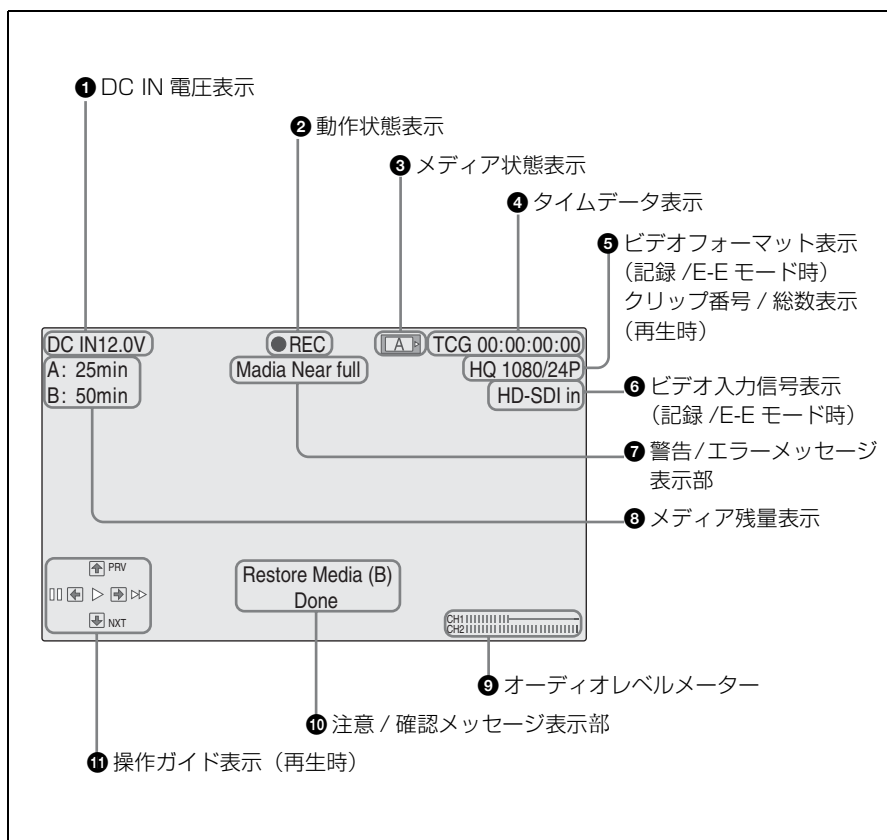 ❶ DC IN 電圧表示
❷ 動作状態表示
❸ メディア状態表示
❹ タイムデータ表示
❺ ビデオフォーマット表示
（記録 /E-E モード時）
クリップ番号 / 総数表示
（再生時）
❻ ビデオ入力信号表示
（記録 /E-E モード時）
❼ 警告/エラーメッセージ
表示部
❽ メディア残量表示
DC IN12.0V
●REC
A
TCG 00:00:00:00
A: 25min
Madia Near full
HQ 1080/24P
B: 50min
HD-SDI in
PRV
NXT
Restore Media (B)
Done
CH1
CH2
❾ オーディオレベルメーター
❿ 注意 / 確認メッセージ表示部
⓫ 操作ガイド表示（再生時）